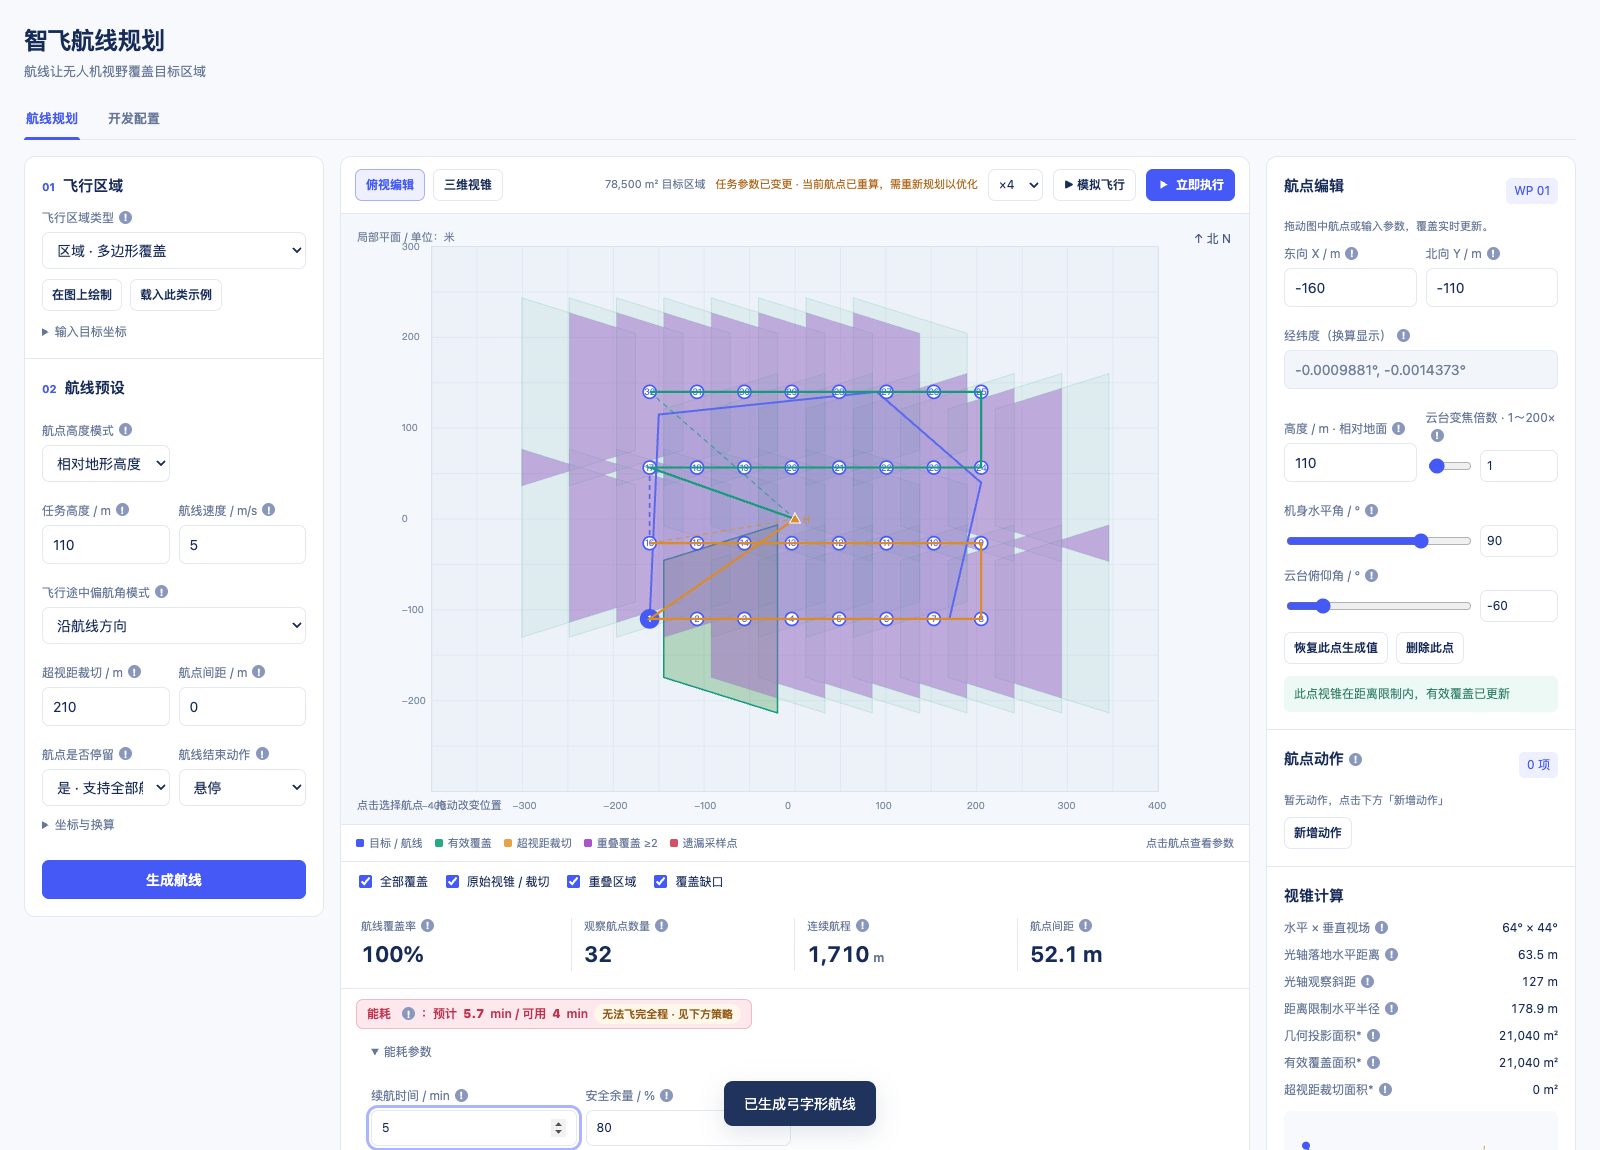 智飞航线规划
航线让无人机视野覆盖目标区域
航线规划
开发配置
01 飞行区域
飞行区域类型
区域 · 多边形覆盖
在图上绘制
载入此类示例
输入目标坐标
02 航线预设
航点高度模式
相对地形高度
任务高度 / m
航线速度 / m/s
110
5
飞行途中偏航角模式
沿航线方向
超视距裁切 / m
航点间距 / m
210
0
航点是否停留
航线结束动作
是 · 支持全部
悬停
坐标与换算
生成航线
俯视编辑
三维视锥
78,500 m² 目标区域
任务参数已变更 · 当前航点已重算，需重新规划以优化
×4
模拟飞行
立即执行
局部平面 / 单位：米
↑ 北 N
300
200
100
0
−100
−200
点击选择航点 · 拖动改变位置
−300
−200
−100
0
100
200
300
400
目标 / 航线
有效覆盖
超视距裁切
重叠覆盖 ≥2
遗漏采样点
点击航点查看参数
全部覆盖
原始视锥 / 裁切
重叠区域
覆盖缺口
航线覆盖率
观察航点数量
连续航程
航点间距
100%
32
1,710 m
52.1 m
能耗 ： 预计 5.7 min / 可用 4 min 无法飞完全程 · 见下方策略
能耗参数
续航时间 / min
安全余量 / %
5
80
已生成弓字形航线
航点编辑
WP 01
拖动图中航点或输入参数，覆盖实时更新。
东向 X / m
北向 Y / m
-160
-110
经纬度（换算显示）
-0.0009881°, -0.0014373°
高度 / m · 相对地面
云台变焦倍数 · 1～200×
110
1
机身水平角 / °
90
云台俯仰角 / °
-60
恢复此点生成值
删除此点
此点视锥在距离限制内，有效覆盖已更新
航点动作
0 项
暂无动作，点击下方「新增动作」
新增动作
视锥计算
水平 × 垂直视场
64° × 44°
光轴落地水平距离
63.5 m
光轴观察斜距
127 m
距离限制水平半径
178.9 m
几何投影面积*
21,040 m²
有效覆盖面积*
21,040 m²
超视距裁切面积*
0 m²